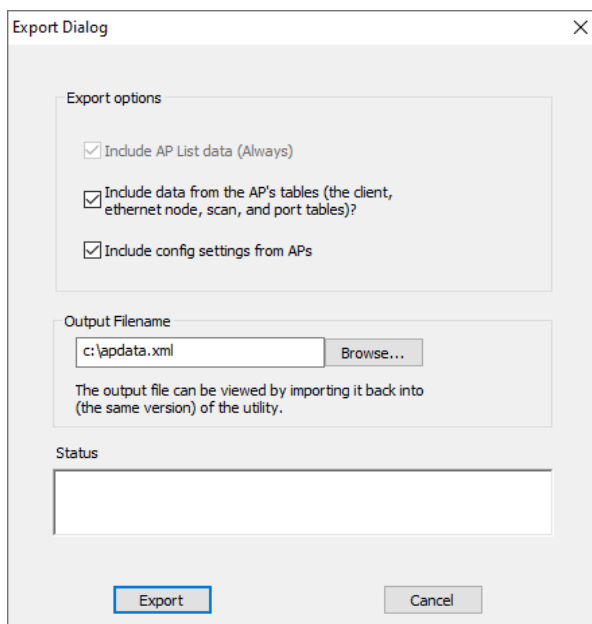 Export Dialog
Export options
Include AP List data (Always)
Include data from the AP's tables (the client,
ethernet node, scan, and port tables)?
Include config settings from APs
Output Filename
c:\apdata.xml
Browse...
The output file can be viewed by importing it back into
(the same version) of the utility.
Status
Export
Cancel